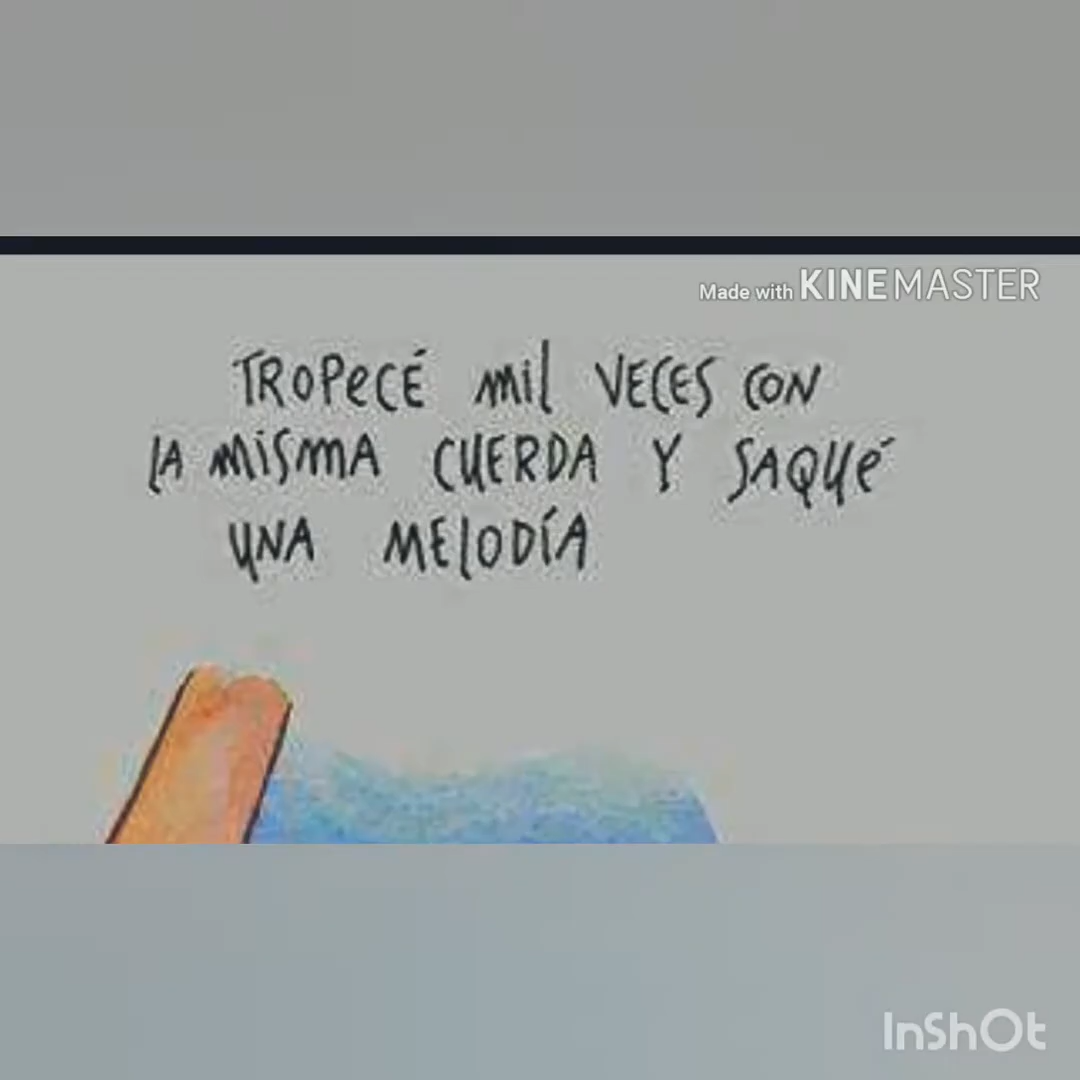 Made with KINEMASTER
TROPECÉ MIL VECES CON
LA MISMA CUERDA Y SAQUÉ
UNA MELODÍA
InShOt